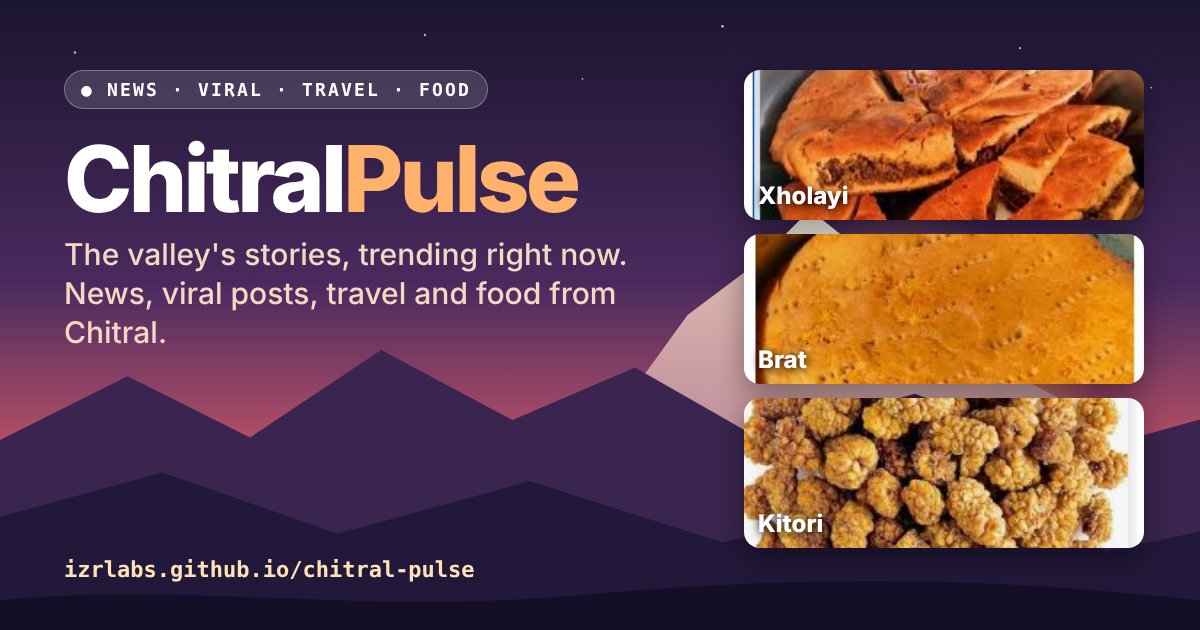 ● NEWS · VIRAL · TRAVEL · FOOD
ChitralPulse
The valley's stories, trending right now.
News, viral posts, travel and food from
Chitral.
izrlabs.github.io/chitral-pulse
Xholayi
Brat
Kitori